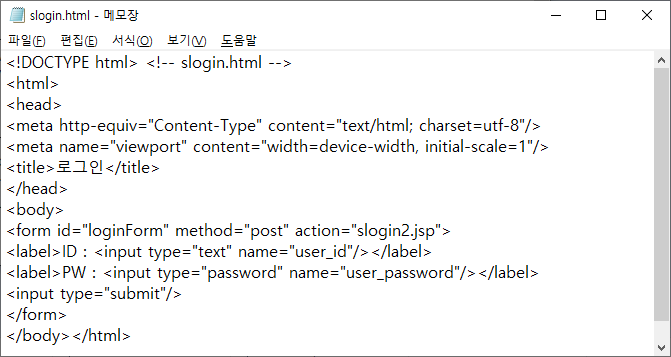 slogin.html - 메모장
파일(F) 편집(E) 서식(O) 보기(V) 도움말
<!DOCTYPE html> <!-- slogin.html -->
<html>
<head>
<meta http-equiv="Content-Type" content="text/html; charset=utf-8"/>
<meta name="viewport" content="width=device-width, initial-scale=1"/>
<title>로그인</title>
</head>
<body>
<form id="loginForm" method="post" action="slogin2.jsp">
<label>ID : <input type="text" name="user_id"/></label>
<label>PW : <input type="password" name="user_password"/></label>
<input type="submit"/>
</form>
</body></html>